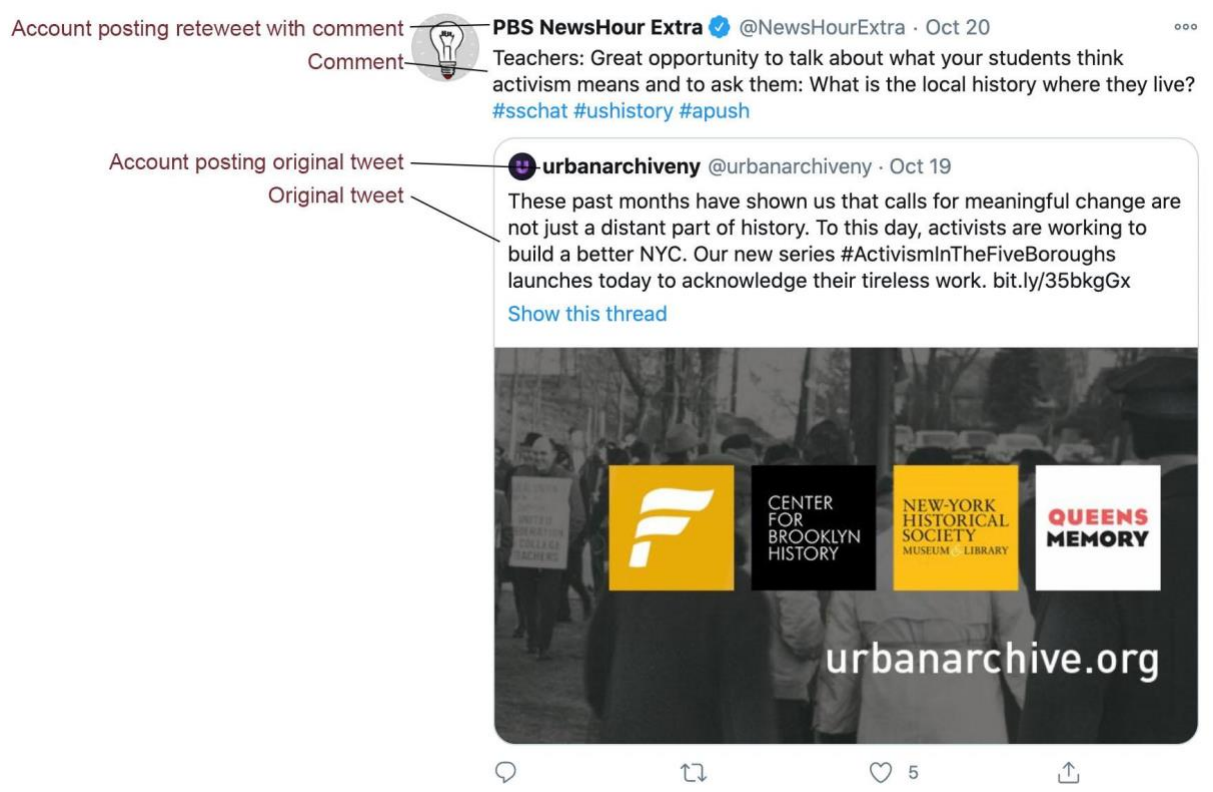 Account posting reteweet with comment
PBS NewsHour Extra @NewsHourExtra · Oct 20
Comment
Teachers: Great opportunity to talk about what your students think
activism means and to ask them: What is the local history where they live?
#sschat #ushistory #apush
Account posting original tweet
urbanarchiveny @urbanarchiveny · Oct 19
Original tweet
These past months have shown us that calls for meaningful change are
not just a distant part of history. To this day, activists are working to
build a better NYC. Our new series #ActivismInTheFiveBoroughs
launches today to acknowledge their tireless work. bit.ly/35bkgGx
Show this thread
UNITED
FEDERATION
COLLEGE
TEACHERS
F
CENTER
FOR
BROOKLYN
HISTORY
NEW-YORK
HISTORICAL
SOCIETY
MUSEUM & LIBRARY
QUEENS
MEMORY
urbanarchive.org
5